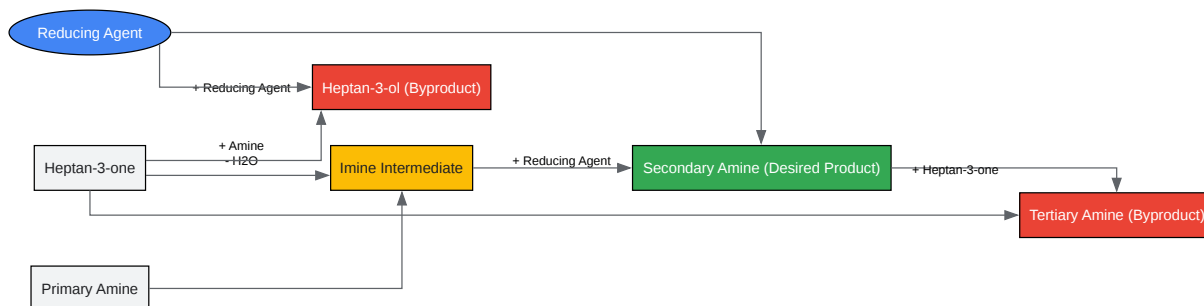 Reducing Agent
+ Reducing Agent
Heptan-3-ol (Byproduct)
Heptan-3-one
+ Amine
- H2O
Imine Intermediate
+ Reducing Agent
Secondary Amine (Desired Product)
+ Heptan-3-one
Tertiary Amine (Byproduct)
Primary Amine